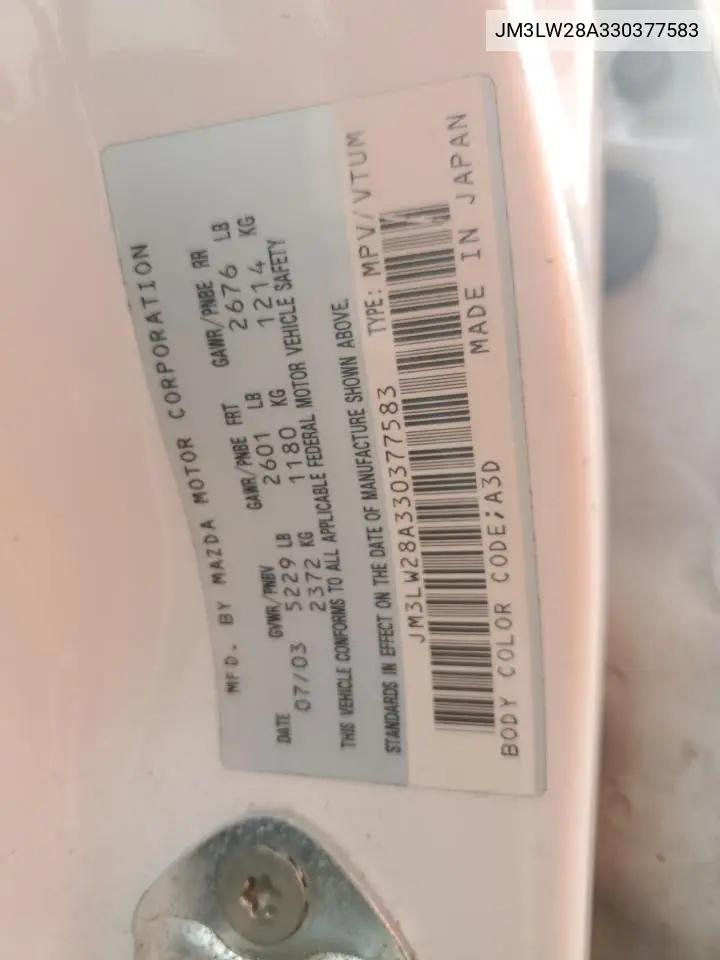 JM3LW28A330377583
MFD. BY MAZDA MOTOR CORPORATION
DATE GVWR/PNBV GAWR/PNBE FRT GAWR/PNBE RR
07/03 5229 LB 2601 LB 2676 LB
2372 KG 1180 KG 1214 KG
THIS VEHICLE CONFORMS TO ALL APPLICABLE FEDERAL MOTOR VEHICLE SAFETY
STANDARDS IN EFFECT ON THE DATE OF MANUFACTURE SHOWN ABOVE.
JM3LW28A330377583 TYPE: MPV/VTUM
BODY COLOR CODE;A3D MADE IN JAPAN